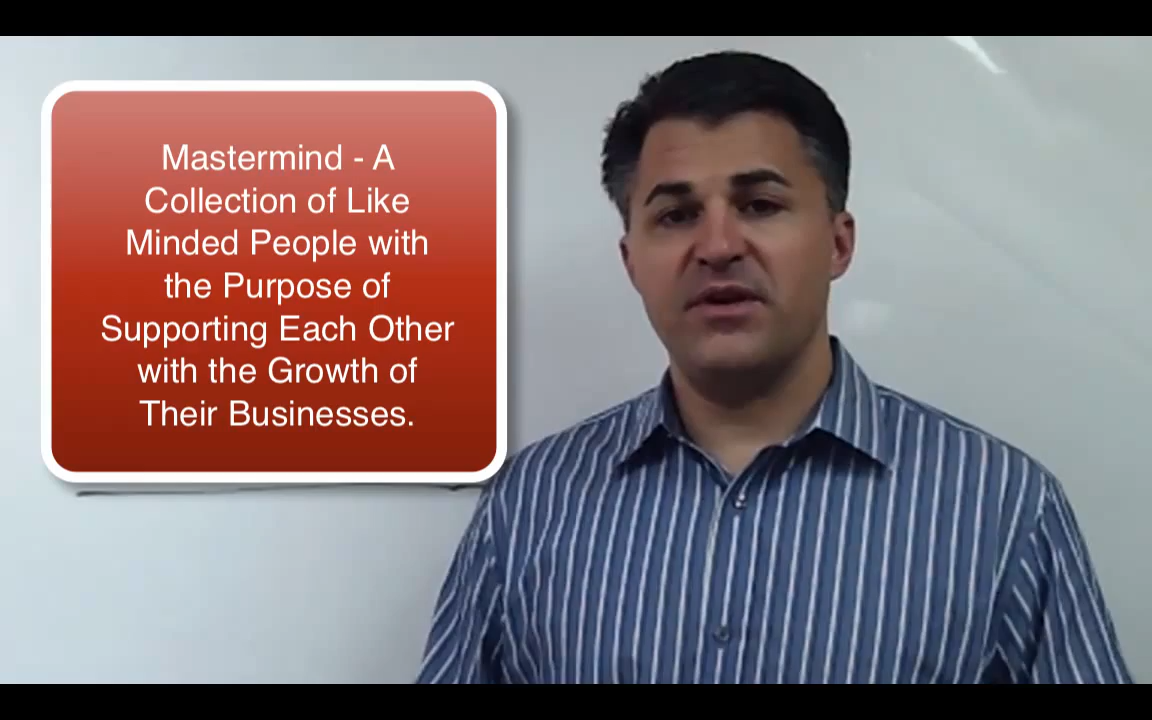 Mastermind - A
Collection of Like
Minded People with
the Purpose of
Supporting Each Other
with the Growth of
Their Businesses.